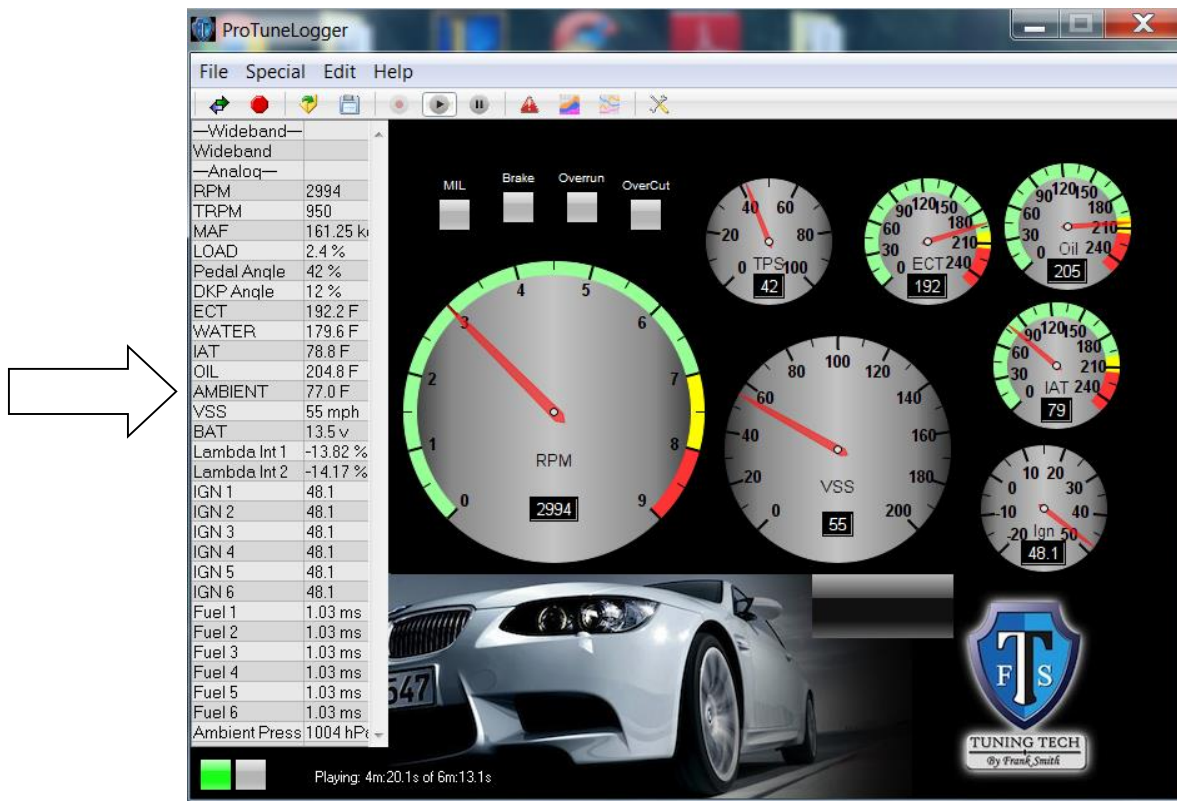 ProTuneLogger
File Special Edit Help
—Wideband—
Wideband
—Analog—
RPM 2994
TRPM 950
MAF 161.25 k
LOAD 2.4 %
Pedal Angle 42 %
DKP Angle 12 %
ECT 192.2 F
WATER 179.6 F
IAT 78.8 F
OIL 204.8 F
AMBIENT 77.0 F
VSS 55 mph
BAT 13.5 v
Lambda Int 1 -13.82 %
Lambda Int 2 -14.17 %
IGN 1 48.1
IGN 2 48.1
IGN 3 48.1
IGN 4 48.1
IGN 5 48.1
IGN 6 48.1
Fuel 1 1.03 ms
Fuel 2 1.03 ms
Fuel 3 1.03 ms
Fuel 4 1.03 ms
Fuel 5 1.03 ms
Fuel 6 1.03 ms
Ambient Press 1004 hPa
MIL Brake Overrun OverCut
0 20 40 60 80 100
TPS
42
0 30 60 90 120 150 180 210 240
ECT
192
0 30 60 90 120 150 180 210 240
Oil
205
0 1 2 3 4 5 6 7 8 9
RPM
2994
0 20 40 60 80 100 120 140 160 180 200
VSS
55
0 30 60 90 120 150 180 210 240
IAT
79
-20 -10 0 10 20 30 40 50
Ign
48.1
547
FTS
TUNING TECH
By Frank Smith
Playing: 4m:20.1s of 6m:13.1s